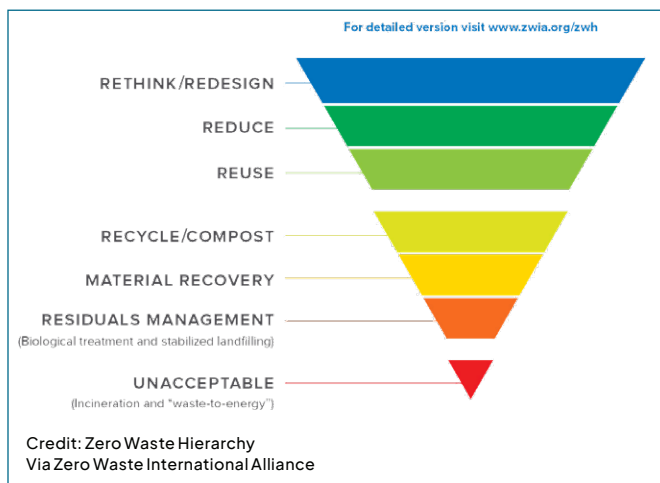 For detailed version visit www.zwia.org/zwh
RETHINK/REDESIGN
REDUCE
REUSE
RECYCLE/COMPOST
MATERIAL RECOVERY
RESIDUALS MANAGEMENT
(Biological treatment and stabilized landfilling)
UNACCEPTABLE
(Incineration and "waste-to-energy")
Credit: Zero Waste Hierarchy
Via Zero Waste International Alliance